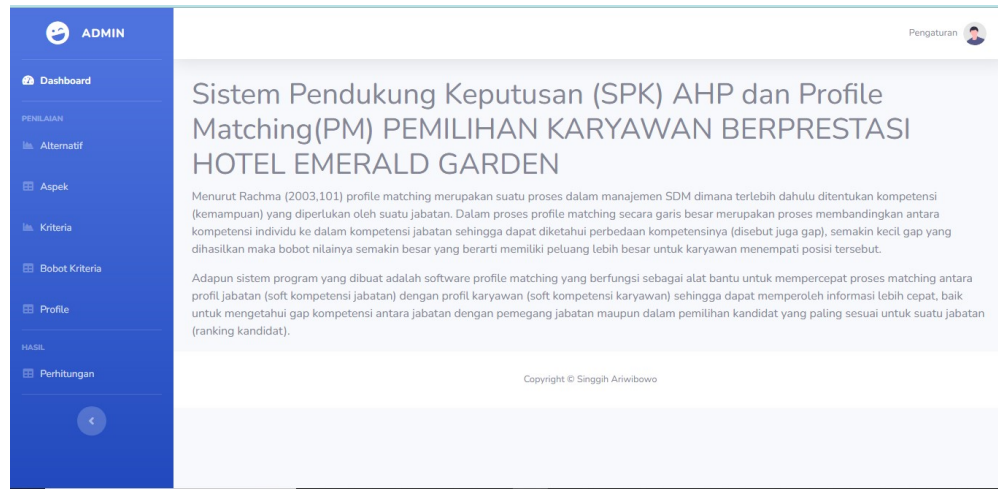 ADMIN
Pengaturan
Dashboard
PENILAIAN
Alternatif
Aspek
Kriteria
Bobot Kriteria
Profile
HASIL
Perhitungan
Sistem Pendukung Keputusan (SPK) AHP dan Profile
Matching(PM) PEMILIHAN KARYAWAN BERPRESTASI
HOTEL EMERALD GARDEN
Menurut Rachma (2003,101) profile matching merupakan suatu proses dalam manajemen SDM dimana terlebih dahulu ditentukan kompetensi
(kemampuan) yang diperlukan oleh suatu jabatan. Dalam proses profile matching secara garis besar merupakan proses membandingkan antara
kompetensi individu ke dalam kompetensi jabatan sehingga dapat diketahui perbedaan kompetensinya (disebut juga gap), semakin kecil gap yang
dihasilkan maka bobot nilainya semakin besar yang berarti memiliki peluang lebih besar untuk karyawan menempati posisi tersebut.
Adapun sistem program yang dibuat adalah software profile matching yang berfungsi sebagai alat bantu untuk mempercepat proses matching antara
profil jabatan (soft kompetensi jabatan) dengan profil karyawan (soft kompetensi karyawan) sehingga dapat memperoleh informasi lebih cepat, baik
untuk mengetahui gap kompetensi antara jabatan dengan pemegang jabatan maupun dalam pemilihan kandidat yang paling sesuai untuk suatu jabatan
(ranking kandidat).
Copyright © Singgih Ariwibowo